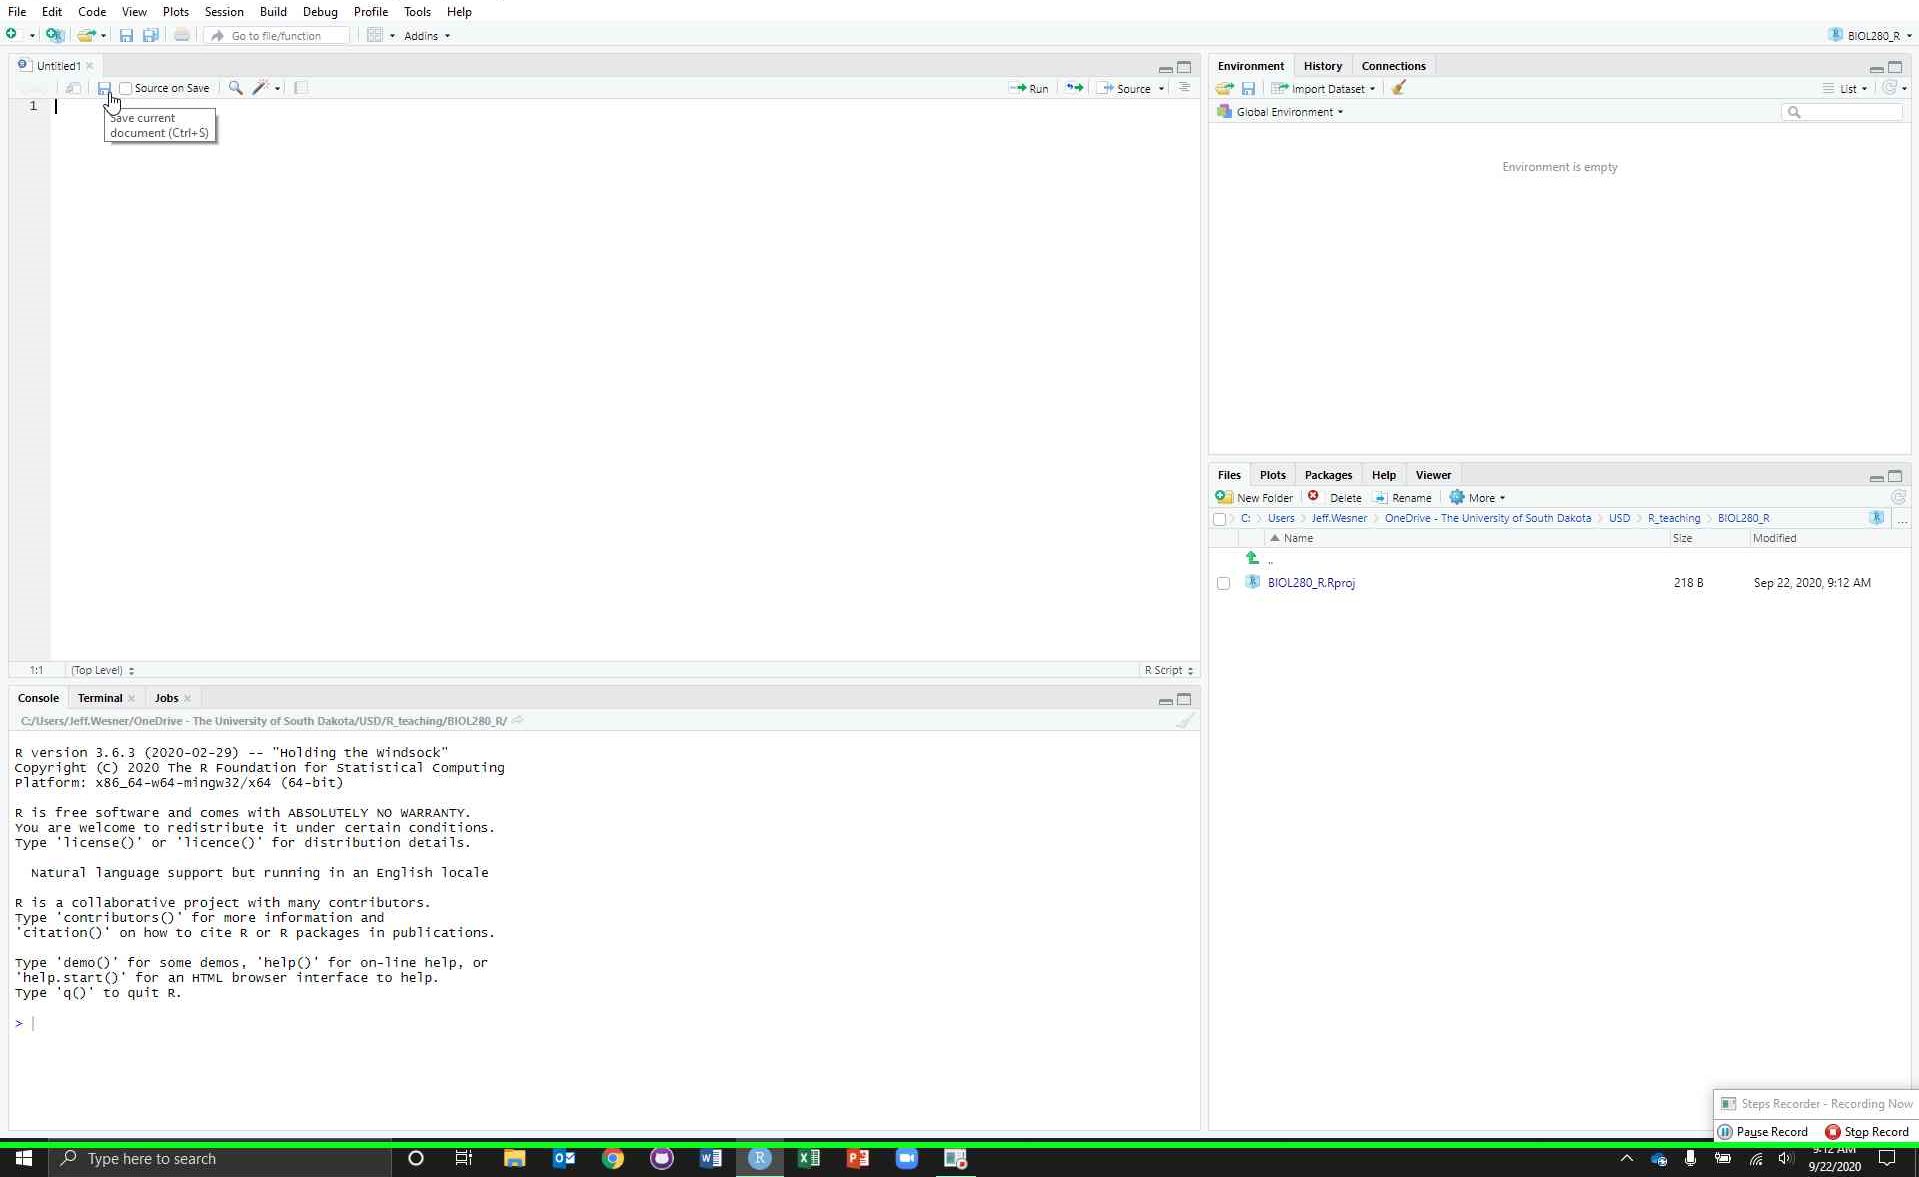 File Edit Code View Plots Session Build Debug Profile Tools Help
Go to file/function Addins BIOL280_R
Untitled1
Source on Save Run Source
1
Save current
document (Ctrl+S)
1:1 (Top Level) R Script
Console Terminal Jobs
C:/Users/Jeff.Wesner/OneDrive - The University of South Dakota/USD/R_teaching/BIOL280_R/
R version 3.6.3 (2020-02-29) -- "Holding the Windsock"
Copyright (C) 2020 The R Foundation for Statistical Computing
Platform: x86_64-w64-mingw32/x64 (64-bit)
R is free software and comes with ABSOLUTELY NO WARRANTY.
You are welcome to redistribute it under certain conditions.
Type 'license()' or 'licence()' for distribution details.
Natural language support but running in an English locale
R is a collaborative project with many contributors.
Type 'contributors()' for more information and
'citation()' on how to cite R or R packages in publications.
Type 'demo()' for some demos, 'help()' for on-line help, or
'help.start()' for an HTML browser interface to help.
Type 'q()' to quit R.
>
Environment History Connections
Import Dataset List
Global Environment
Environment is empty
Files Plots Packages Help Viewer
New Folder Delete Rename More
C: Users Jeff.Wesner OneDrive - The University of South Dakota USD R_teaching BIOL280_R ...
Name Size Modified
..
BIOL280_R.Rproj 218 B Sep 22, 2020, 9:12 AM
Steps Recorder - Recording Now
Pause Record Stop Record
Type here to search
9:12 AM
9/22/2020